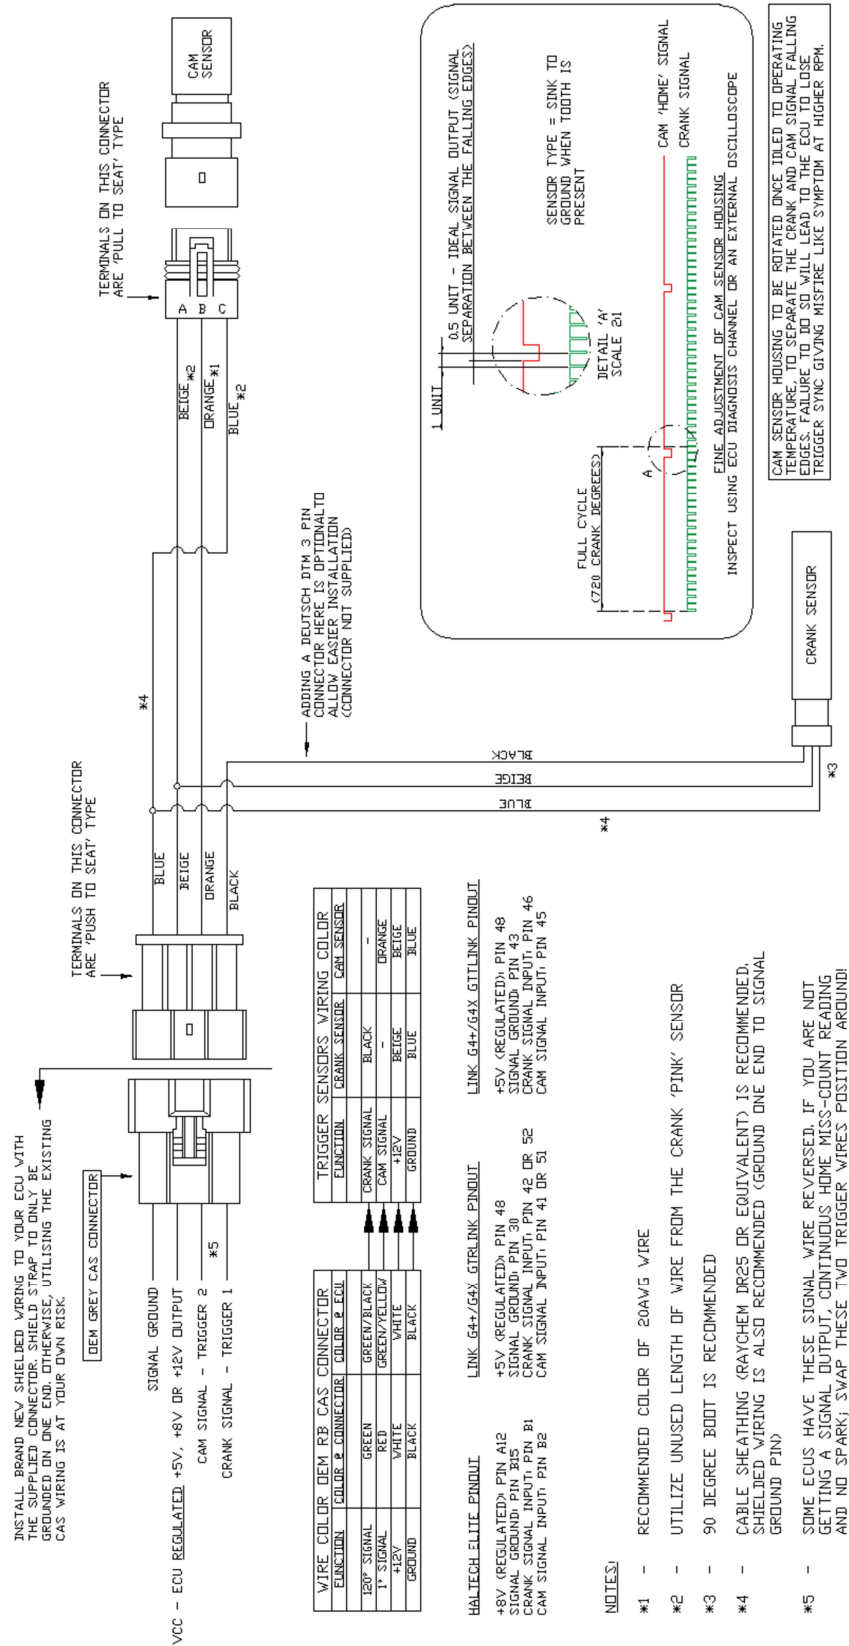 INSTALL BRAND NEW SHIELDED WIRING TO YOUR ECU WITH
THE SUPPLIED CONNECTOR. SHIELD STRAP TO ONLY BE
GROUNDED ON ONE END. OTHERWISE, UTILISING THE EXISTING
CAS WIRING IS AT YOUR OWN RISK.
OEM GREY CAS CONNECTOR
SIGNAL GROUND
VCC - ECU REGULATED +5V, +8V OR +12V OUTPUT
CAM SIGNAL - TRIGGER 2
*5
CRANK SIGNAL - TRIGGER 1
TERMINALS ON THIS CONNECTOR
ARE 'PUSH TO SEAT' TYPE
BLUE
BEIGE
ORANGE
BLACK
*4
TERMINALS ON THIS CONNECTOR
ARE 'PULL TO SEAT' TYPE
BEIGE *2
ORANGE *1
BLUE *2
A
B
C
CAM
SENSOR
ADDING A DEUTSCH DTM 3 PIN
CONNECTOR HERE IS OPTIONALTO
ALLOW EASIER INSTALLATION
(CONNECTOR NOT SUPPLIED)
BLACK
BEIGE
BLUE
*4
*3
CRANK SENSOR
1 UNIT
0.5 UNIT - IDEAL SIGNAL OUTPUT (SIGNAL
SEPARATION BETWEEN THE FALLING EDGES)
SENSOR TYPE = SINK TO
GROUND WHEN TOOTH IS
PRESENT
DETAIL 'A'
SCALE 2:1
FULL CYCLE
(720 CRANK DEGREES)
A
CAM 'HOME' SIGNAL
CRANK SIGNAL
FINE ADJUSTMENT OF CAM SENSOR HOUSING
INSPECT USING ECU DIAGNOSIS CHANNEL OR AN EXTERNAL OSCILLOSCOPE
CAM SENSOR HOUSING TO BE ROTATED ONCE IDLED TO OPERATING
TEMPERATURE, TO SEPARATE THE CRANK AND CAM SIGNAL FALLING
EDGES. FAILURE TO DO SO WILL LEAD TO THE ECU TO LOSE
TRIGGER SYNC GIVING MISFIRE LIKE SYMPTOM AT HIGHER RPM.
WIRE COLOR OEM RB CAS CONNECTOR
FUNCTION COLOR @ CONNECTOR COLOR @ ECU
120° SIGNAL GREEN GREEN/BLACK
1° SIGNAL RED GREEN/YELLOW
+12V WHITE WHITE
GROUND BLACK BLACK
TRIGGER SENSORS WIRING COLOR
FUNCTION CRANK SENSOR CAM SENSOR
CRANK SIGNAL BLACK -
CAM SIGNAL - ORANGE
+12V BEIGE BEIGE
GROUND BLUE BLUE
HALTECH ELITE PINOUT
+8V (REGULATED): PIN A12
SIGNAL GROUND: PIN B15
CRANK SIGNAL INPUT: PIN B1
CAM SIGNAL INPUT: PIN B2
LINK G4+/G4X GTRLINK PINOUT
+5V (REGULATED): PIN 48
SIGNAL GROUND: PIN 30
CRANK SIGNAL INPUT: PIN 42 OR 52
CAM SIGNAL INPUT: PIN 41 OR 51
LINK G4+/G4X GTTLINK PINOUT
+5V (REGULATED): PIN 48
SIGNAL GROUND: PIN 43
CRANK SIGNAL INPUT: PIN 46
CAM SIGNAL INPUT: PIN 45
NOTES:
*1 - RECOMMENDED COLOR OF 20AWG WIRE
*2 - UTILIZE UNUSED LENGTH OF WIRE FROM THE CRANK 'PINK' SENSOR
*3 - 90 DEGREE BOOT IS RECOMMENDED
*4 - CABLE SHEATHING (RAYCHEM DR25 OR EQUIVALENT) IS RECOMMENDED.
SHIELDED WIRING IS ALSO RECOMMENDED (GROUND ONE END TO SIGNAL
GROUND PIN)
*5 - SOME ECUS HAVE THESE SIGNAL WIRE REVERSED. IF YOU ARE NOT
GETTING A SIGNAL OUTPUT, CONTINUOUS HOME MISS-COUNT READING
AND NO SPARK; SWAP THESE TWO TRIGGER WIRES POSITION AROUND!